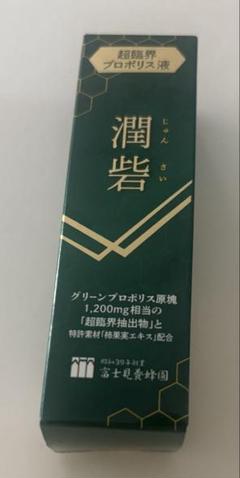 超臨界
プロポリス液
潤砦
じゅん さい
グリーンプロポリス原塊
1,200mg相当の
「超臨界抽出物」と
特許素材「柿果実エキス」配合
富士見養蜂園